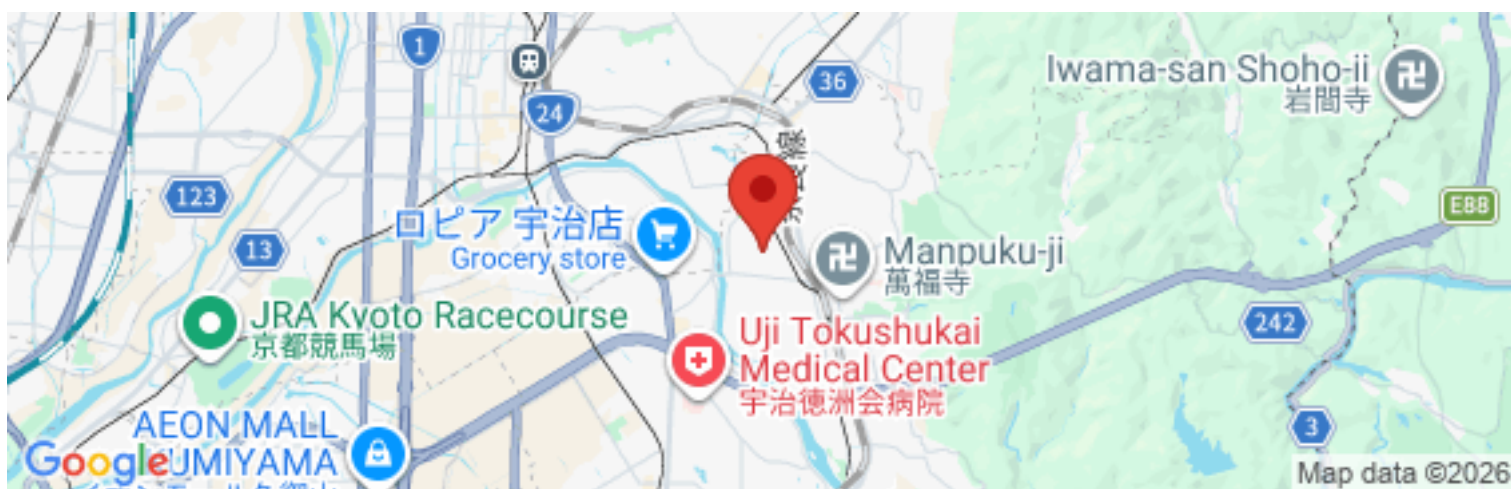 1
36
Iwama-san Shoho-ji
岩間寺
24
123
E88
ロピア 宇治店
Grocery store
13
Manpuku-ji
萬福寺
JRA Kyoto Racecourse
京都競馬場
242
Uji Tokushukai
Medical Center
宇治徳洲会病院
AEON MALL
UMIYAMA
3
Google
Map data ©2026